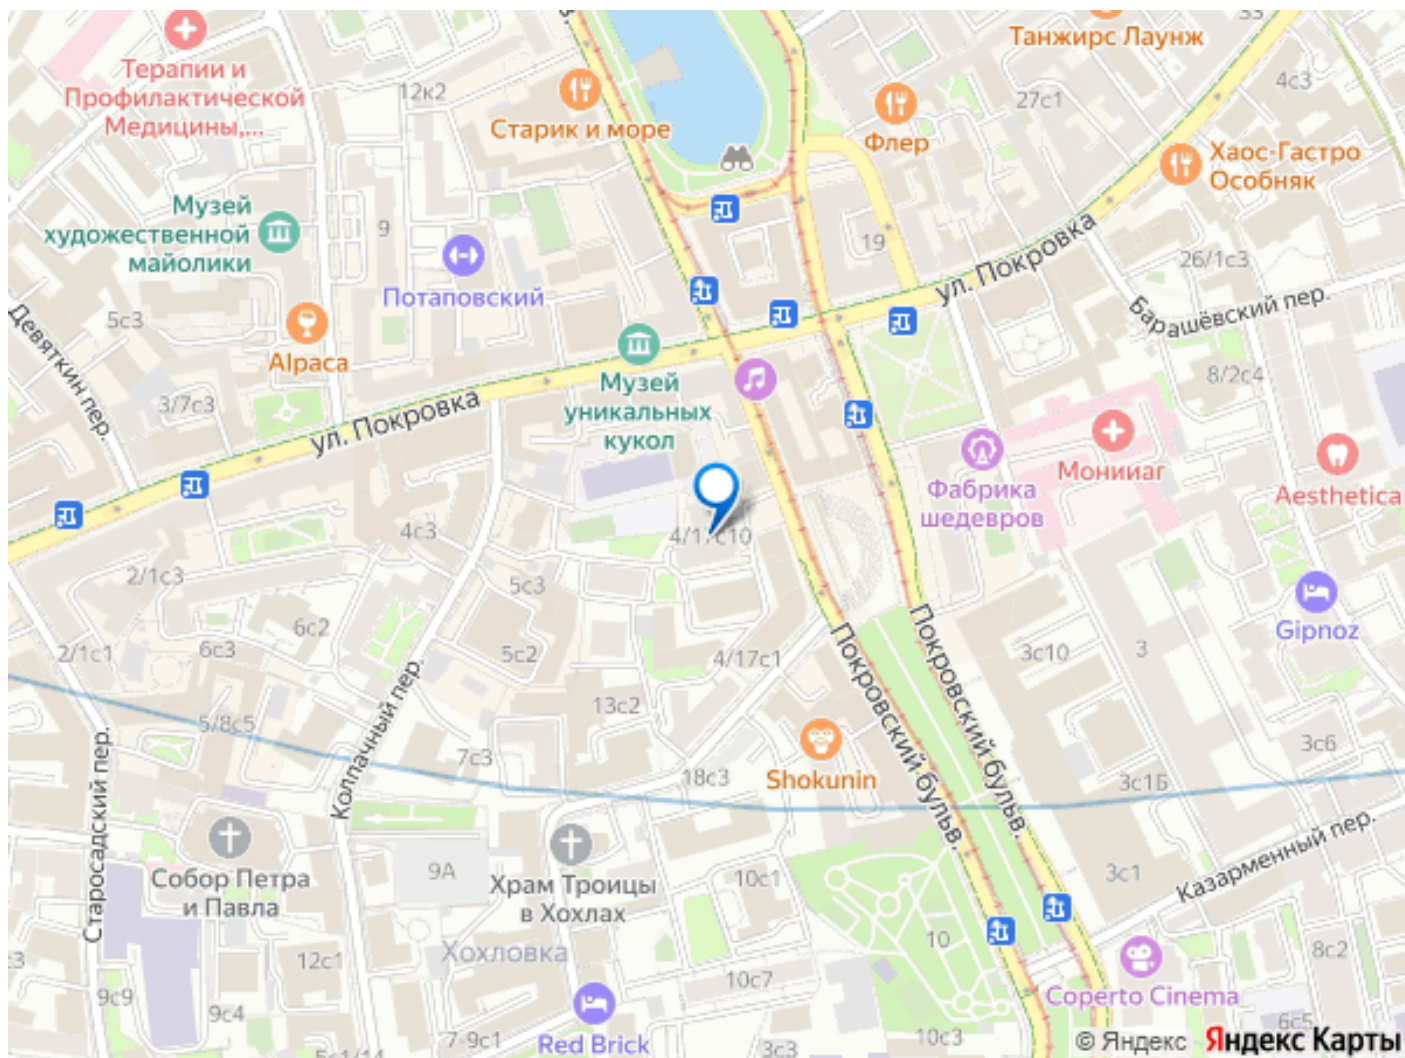 Танжирс Лаунж
33
4с3
Терапии и
Профилактической
Медицины,...
12к2
27с1
Старик и море
Флер
Хаос-Гастро
Особняк
Музей
художественной
майолики
9
19
ул. Покровка
26/1с3
Потаповский
Барашёвский пер.
Девяткин пер.
5с3
Alpaca
Музей
уникальных
кукол
8/2с4
3/7с3
ул. Покровка
Фабрика
шедевров
Мониіаг
Aesthetica
4с3
4/17с10
2/1с3
5с3
6с2
6с3
2/1с1
5с2
4/17с1
Gipnoz
3с10
3
Покровский бульв.
Покровский бульв.
Колпачный пер.
13с2
5/8с5
7с3
18с3
Shokunin
3с6
3с1Б
Старосадский пер.
Казарменный пер.
Собор Петра
и Павла
9А
Храм Троицы
в Хохлах
10с1
3с1
Хохловка
10
12с1
10с7
8с2
3
9с9
9с4
Coperto Cinema
7-9с1
Red Brick
3с3
10с3
6с5
5с1/14
© Яндекс Яндекс Карты